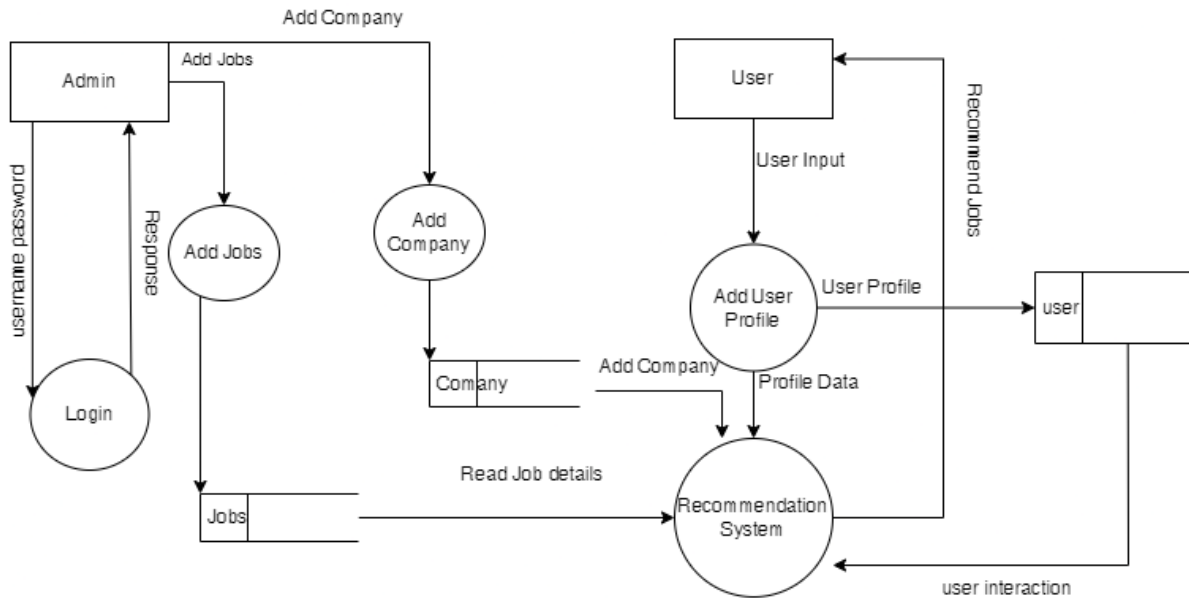 Add Company
Add Jobs
Admin
User
Recommend Jobs
User Input
username password
Response
Add Jobs
Add
Company
Add User
Profile
User Profile
user
Add Company
Profile Data
Comany
Login
Read Job details
Jobs
Recommendation
System
user interaction